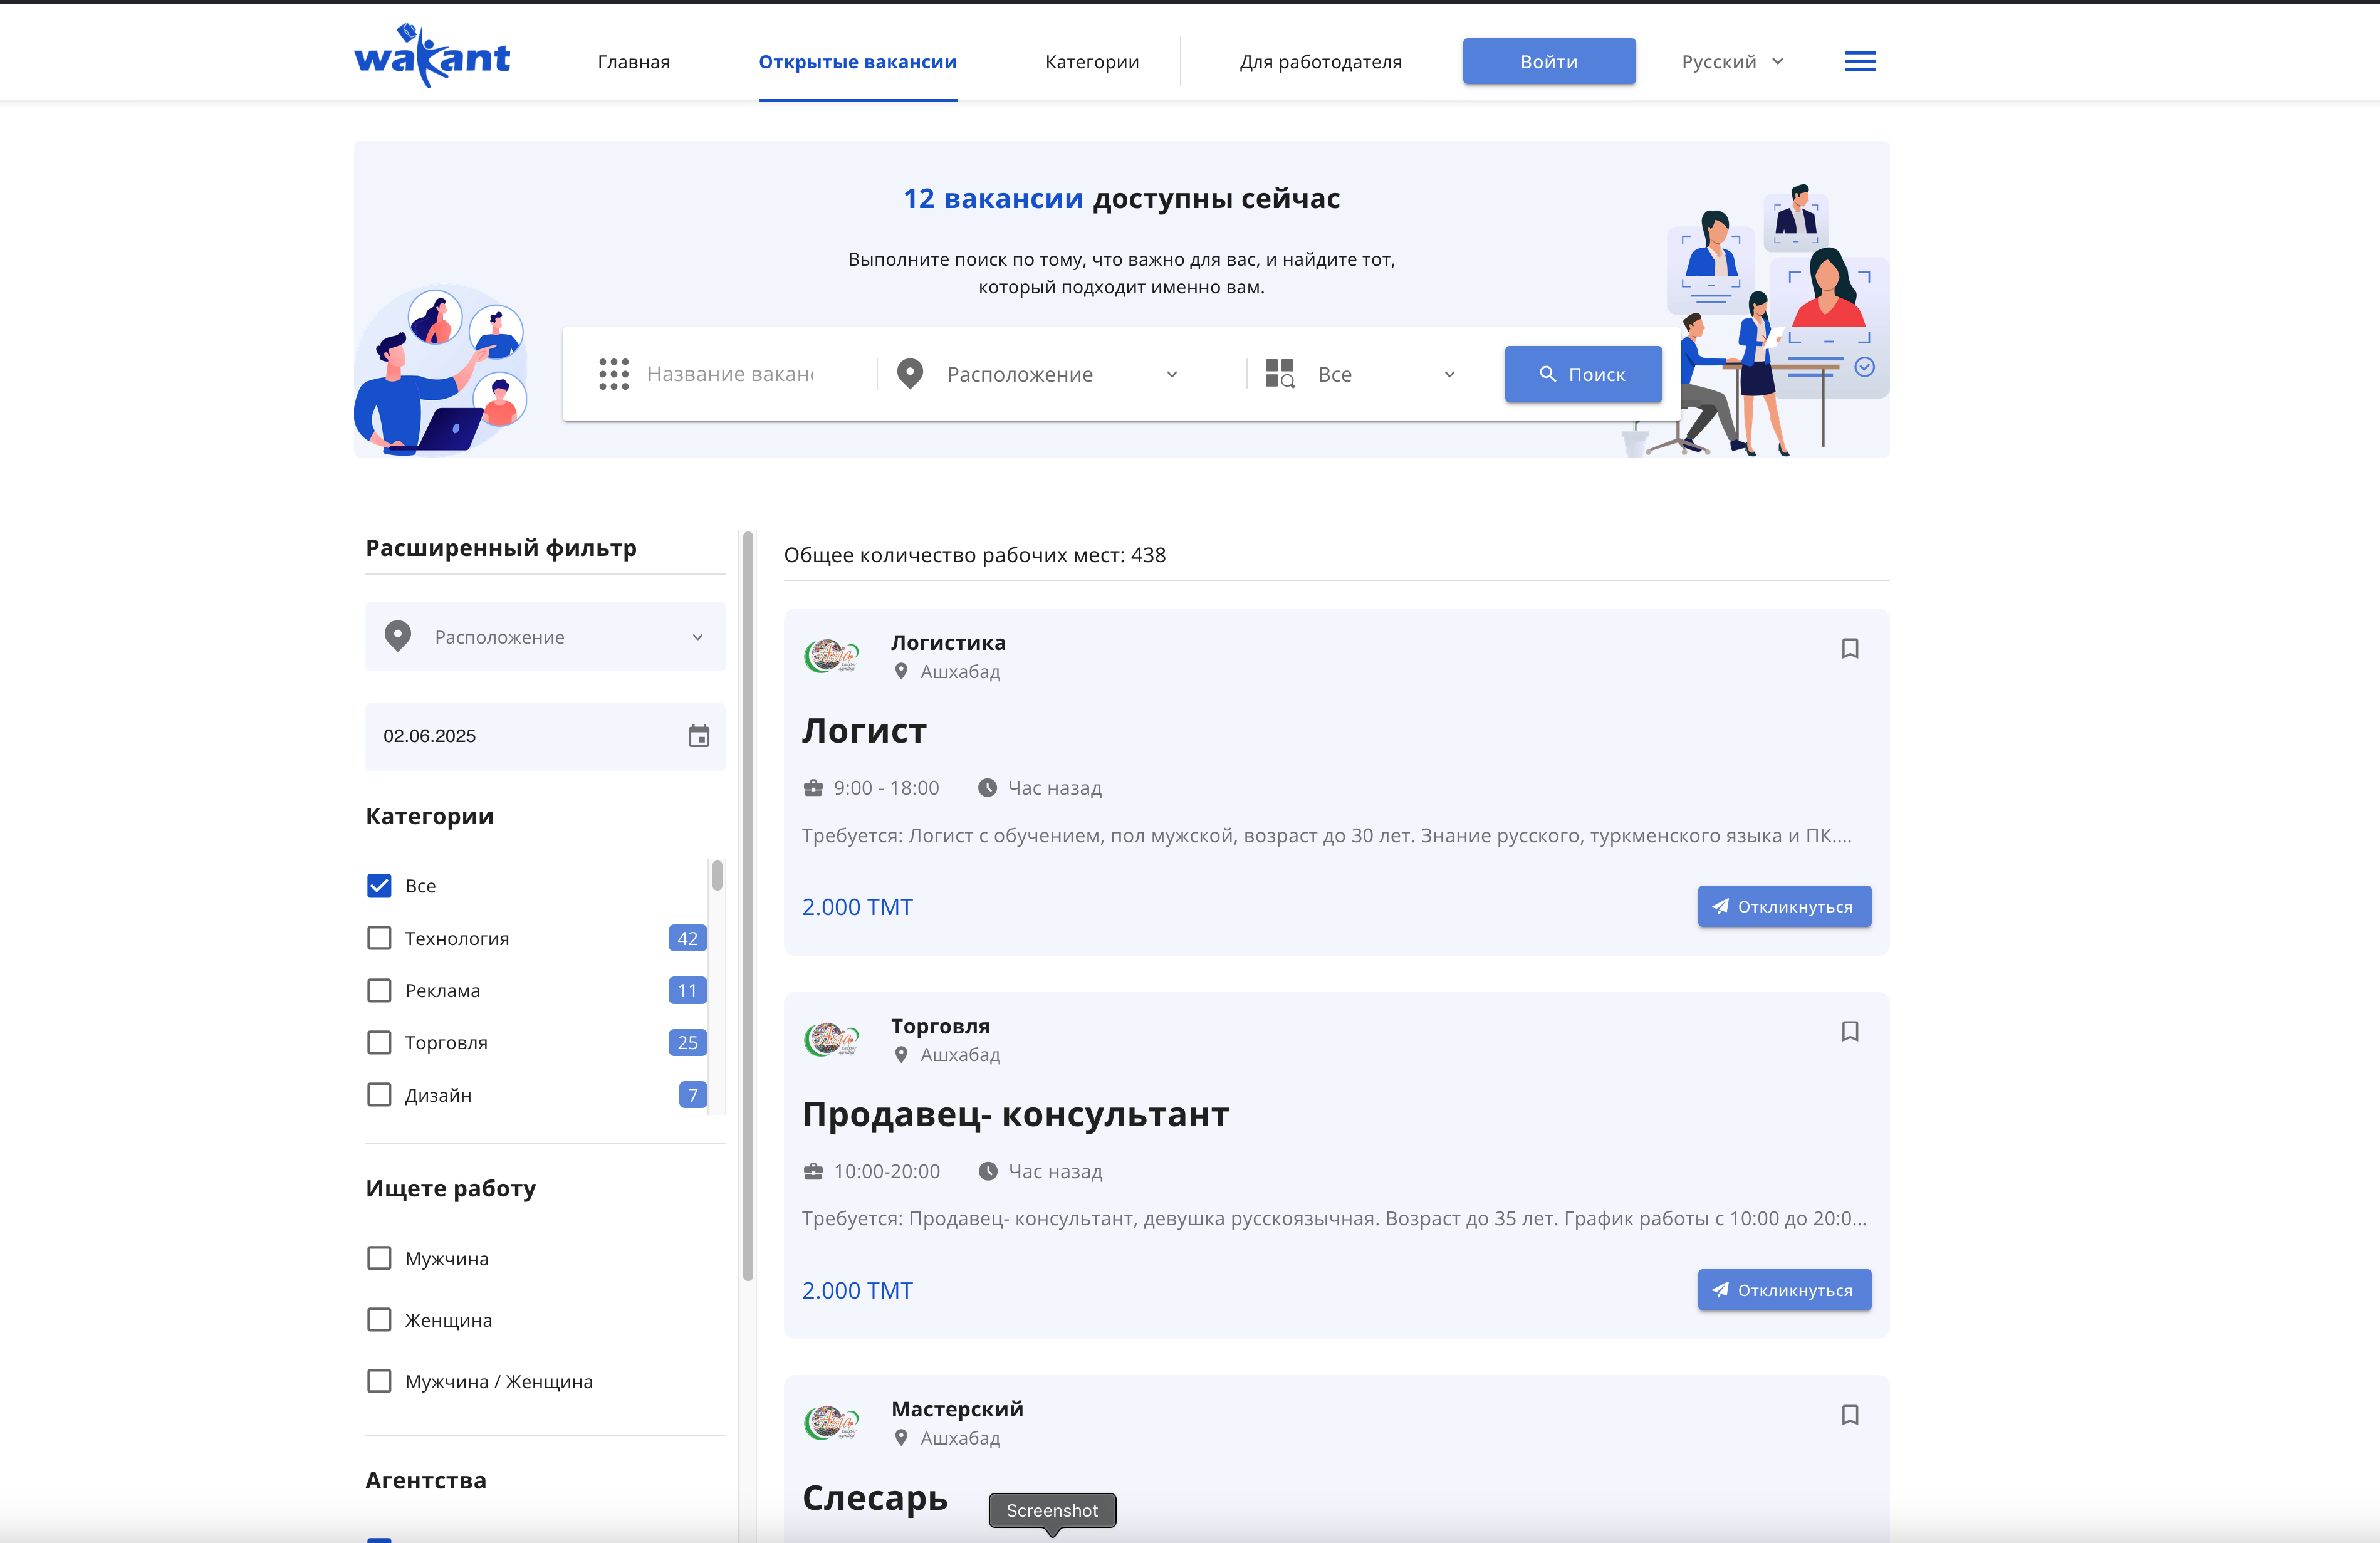 wakant
Главная
Открытые вакансии
Категории
Для работодателя
Войти
Русский
12 вакансии доступны сейчас
Выполните поиск по тому, что важно для вас, и найдите тот,
который подходит именно вам.
Название вакан
Расположение
Все
Поиск
Расширенный фильтр
Расположение
02.06.2025
Категории
Все
Технология 42
Реклама 11
Торговля 25
Дизайн 7
Ищете работу
Мужчина
Женщина
Мужчина / Женщина
Агентства
Общее количество рабочих мест: 438
Asia
Логистика
Ашхабад
Логист
9:00 - 18:00 Час назад
Требуется: Логист с обучением, пол мужской, возраст до 30 лет. Знание русского, туркменского языка и ПК....
2.000 TMT
Откликнуться
Asia
Торговля
Ашхабад
Продавец- консультант
10:00-20:00 Час назад
Требуется: Продавец- консультант, девушка русскоязычная. Возраст до 35 лет. График работы с 10:00 до 20:0...
2.000 TMT
Откликнуться
Asia
Мастерский
Ашхабад
Слесарь
Screenshot